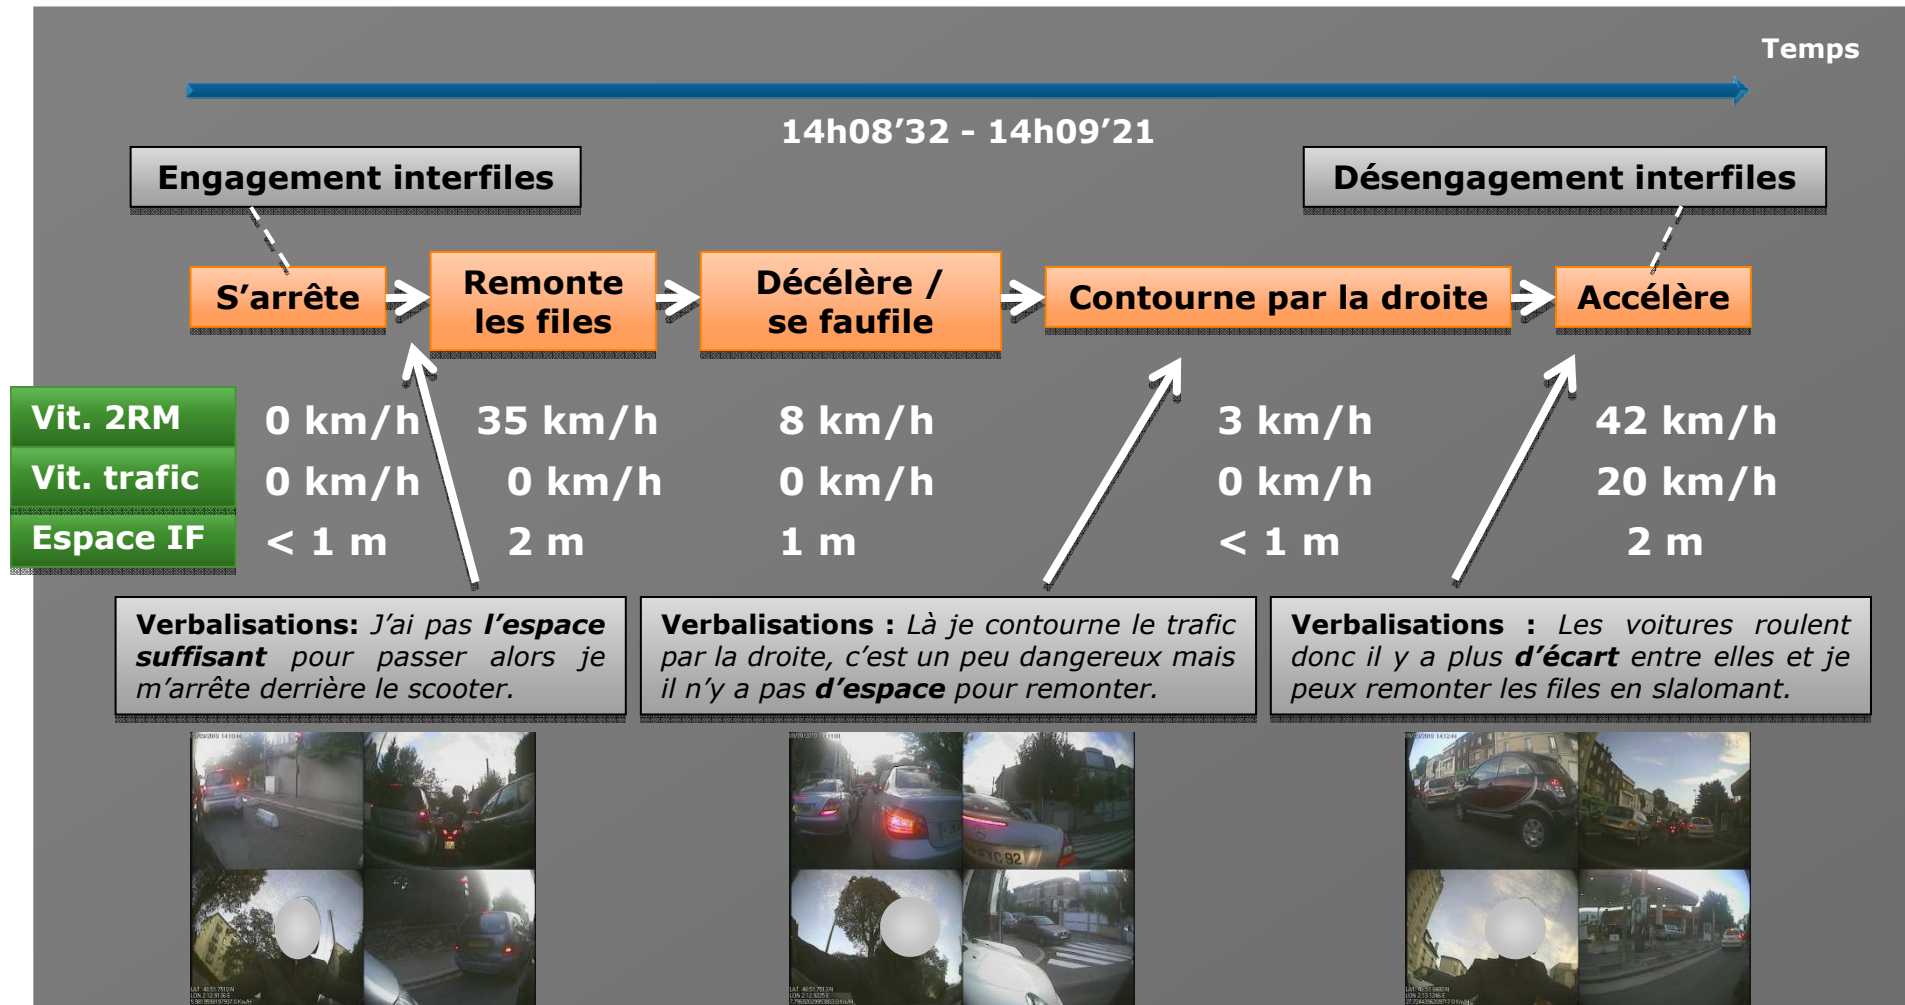 Temps
14h08’32 - 14h09’21
Engagement interfiles
Désengagement interfiles
S’arrête
Remonte
les files
Décélère /
se faufile
Contourne par la droite
Accélère
Vit. 2RM
0 km/h
35 km/h
8 km/h
3 km/h
42 km/h
Vit. trafic
0 km/h
0 km/h
0 km/h
0 km/h
20 km/h
Espace IF
< 1 m
2 m
1 m
< 1 m
2 m
Verbalisations: J’ai pas l’espace
suffisant pour passer alors je
m’arrête derrière le scooter.
Verbalisations : Là je contourne le trafic
par la droite, c’est un peu dangereux mais
il n’y a pas d’espace pour remonter.
Verbalisations : Les voitures roulent
donc il y a plus d’écart entre elles et je
peux remonter les files en slalomant.